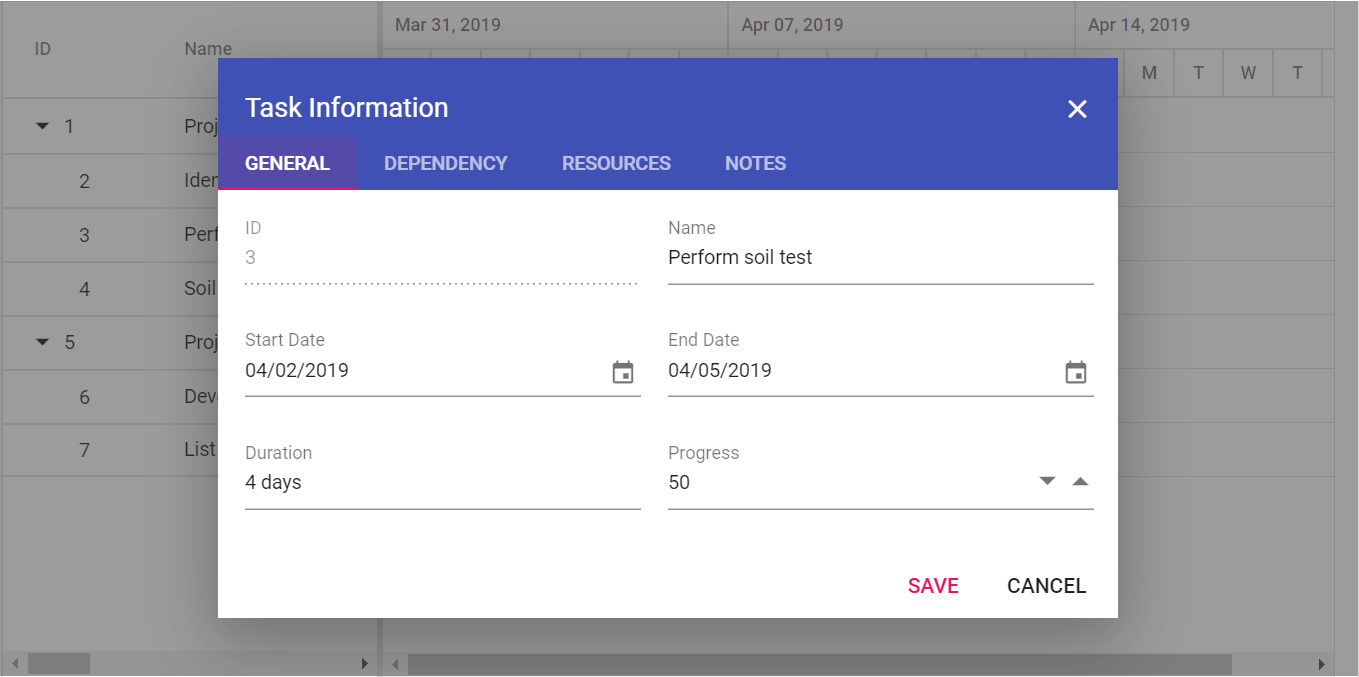 Mar 31, 2019 Apr 07, 2019 Apr 14, 2019
ID Name
M T W T
Task Information
GENERAL DEPENDENCY RESOURCES NOTES
1 Proj
2 Iden
3 Perf
4 Soil
5 Proj
6 Deve
7 List
ID Name
3 Perform soil test
Start Date End Date
04/02/2019 04/05/2019
Duration Progress
4 days 50
SAVE CANCEL